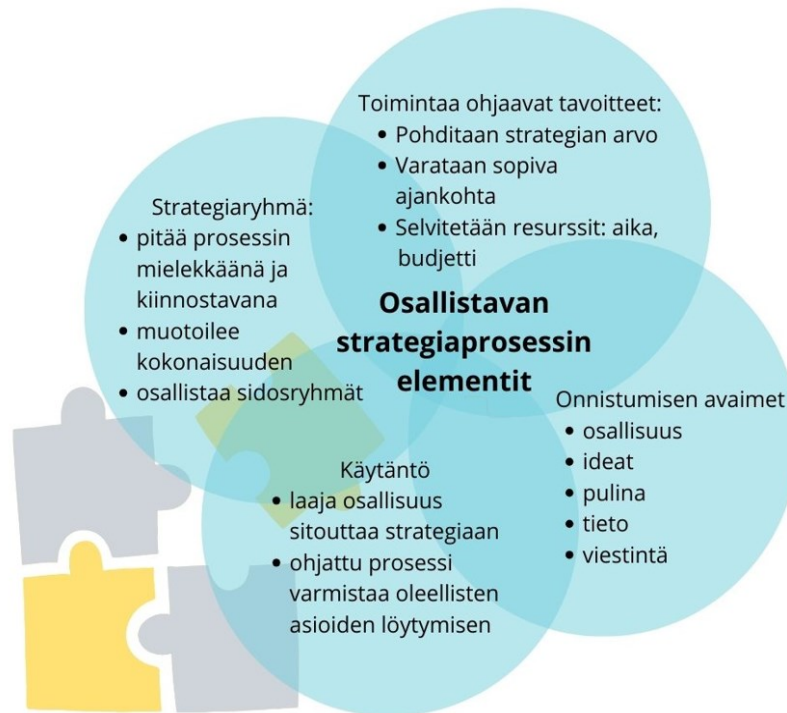 Toimintaa ohjaavat tavoitteet:
• Pohditaan strategian arvo
• Varataan sopiva
ajankohta
• Selvitetään resurssit: aika,
budjetti
Strategiaryhmä:
• pitää prosessin
mielekkäänä ja
kiinnostavana
• muotoilee
kokonaisuuden
• osallistaa sidosryhmät
Osallistavan
strategiaprosessin
elementit
Onnistumisen avaimet
• osallisuus
• ideat
• pulina
• tieto
• viestintä
Käytäntö
• laaja osallisuus
sitouttaa strategiaan
• ohjattu prosessi
varmistaa oleellisten
asioiden löytymisen